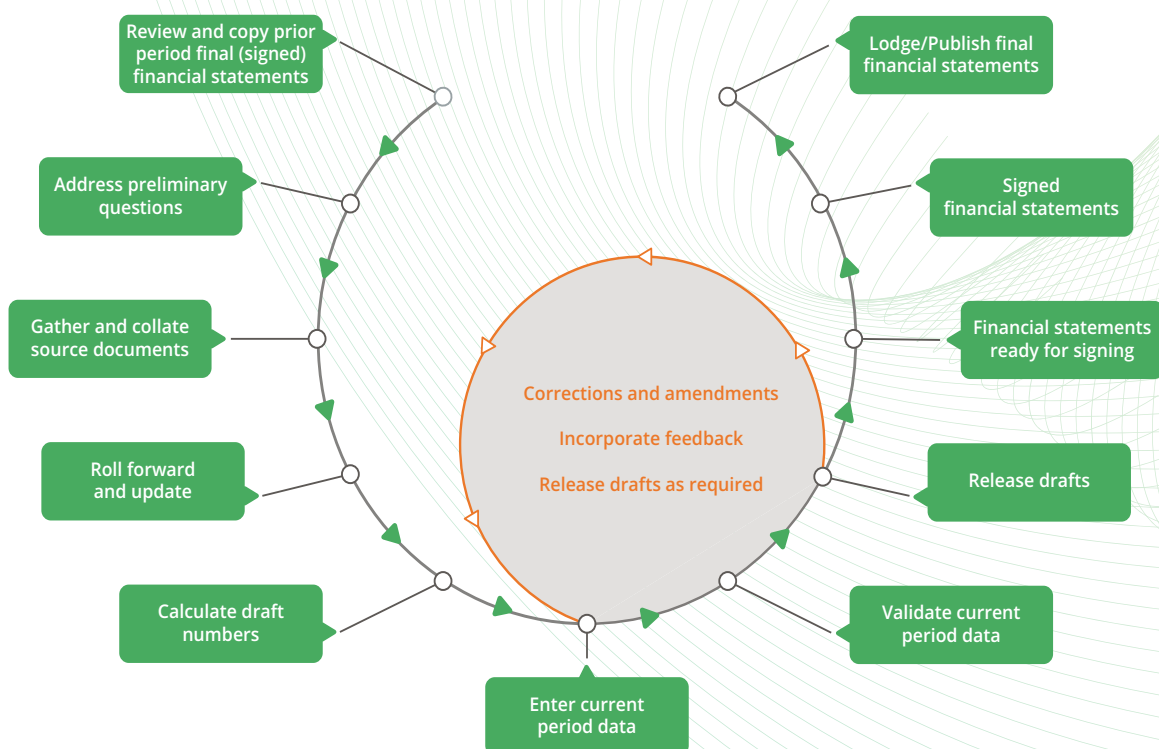 Review and copy prior
period final (signed)
financial statements
Address preliminary
questions
Gather and collate
source documents
Roll forward
and update
Calculate draft
numbers
Enter current
period data
Validate current
period data
Release drafts
Financial statements
ready for signing
Signed
financial statements
Lodge/Publish final
financial statements
Corrections and amendments
Incorporate feedback
Release drafts as required